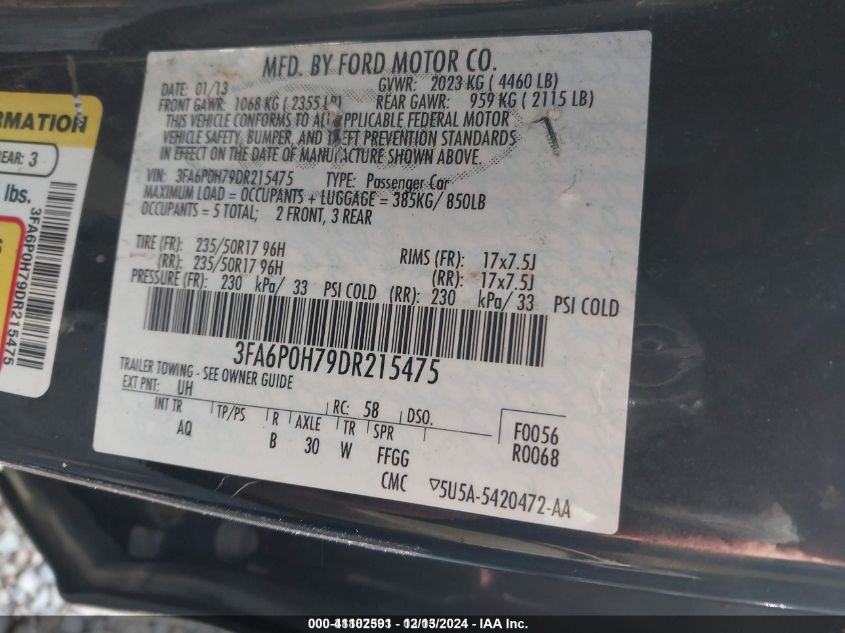 MFD. BY FORD MOTOR CO.
DATE: 01/13 GVWR: 2023 KG ( 4460 LB)
FRONT GAWR: 1068 KG ( 2355 LB) REAR GAWR: 959 KG ( 2115 LB)
THIS VEHICLE CONFORMS TO ALL APPLICABLE FEDERAL MOTOR
VEHICLE SAFETY, BUMPER, AND THEFT PREVENTION STANDARDS
IN EFFECT ON THE DATE OF MANUFACTURE SHOWN ABOVE.
VIN: 3FA6P0H79DR215475 TYPE: Passenger Car
MAXIMUM LOAD = OCCUPANTS + LUGGAGE = 385KG/ 850LB
OCCUPANTS = 5 TOTAL; 2 FRONT, 3 REAR
TIRE (FR): 235/50R17 96H RIMS (FR): 17x7.5J
(RR): 235/50R17 96H (RR): 17x7.5J
PRESSURE (FR): 230 kPa/ 33 PSI COLD (RR): 230 kPa/ 33 PSI COLD
3FA6P0H79DR215475
TRAILER TOWING - SEE OWNER GUIDE
EXT PNT: UH RC: 58 DSO:
INT TR TP/PS R AXLE TR SPR
AQ B 30 W FFGG
CMC
F0056
R0068
▽5U5A-5420472-AA
RMATION
REAR: 3
lbs.
3FA6P0H79DR215475
000-41102591 - 12/13/2024 - IAA Inc.